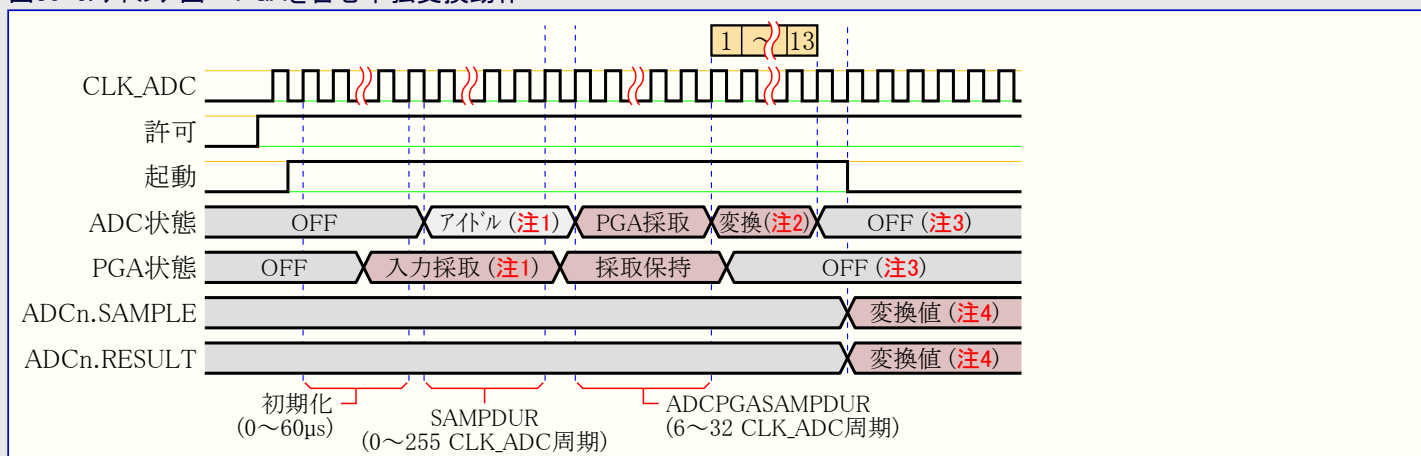 1 ～ 13
CLK_ADC
許可
起動
ADC状態 OFF ｱｲﾄﾞﾙ (注1) PGA採取 変換(注2) OFF (注3)
PGA状態 OFF 入力採取 (注1) 採取保持 OFF (注3)
ADCn.SAMPLE 変換値 (注4)
ADCn.RESULT 変換値 (注4)
初期化
(0～60μs)
SAMPDUR
(0～255 CLK_ADC周期)
ADCPGASAMPDUR
(6～32 CLK_ADC周期)